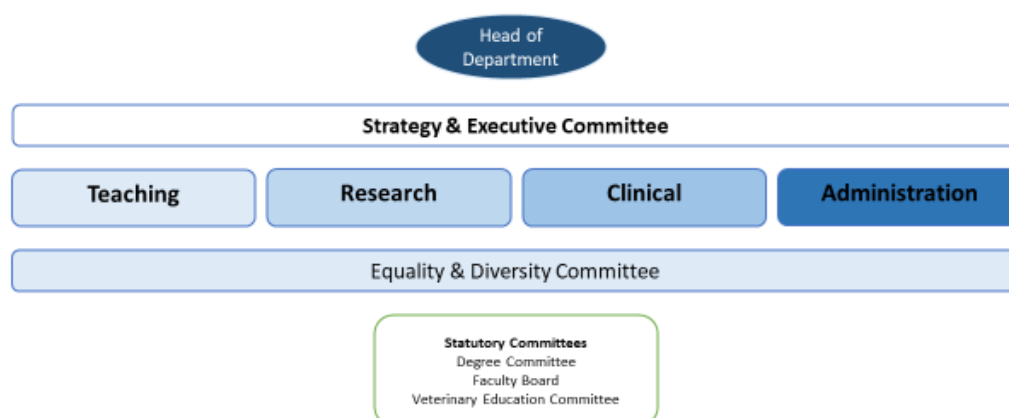 Head of
Department
Strategy & Executive Committee
Teaching
Research
Clinical
Administration
Equality & Diversity Committee
Statutory Committees
Degree Committee
Faculty Board
Veterinary Education Committee